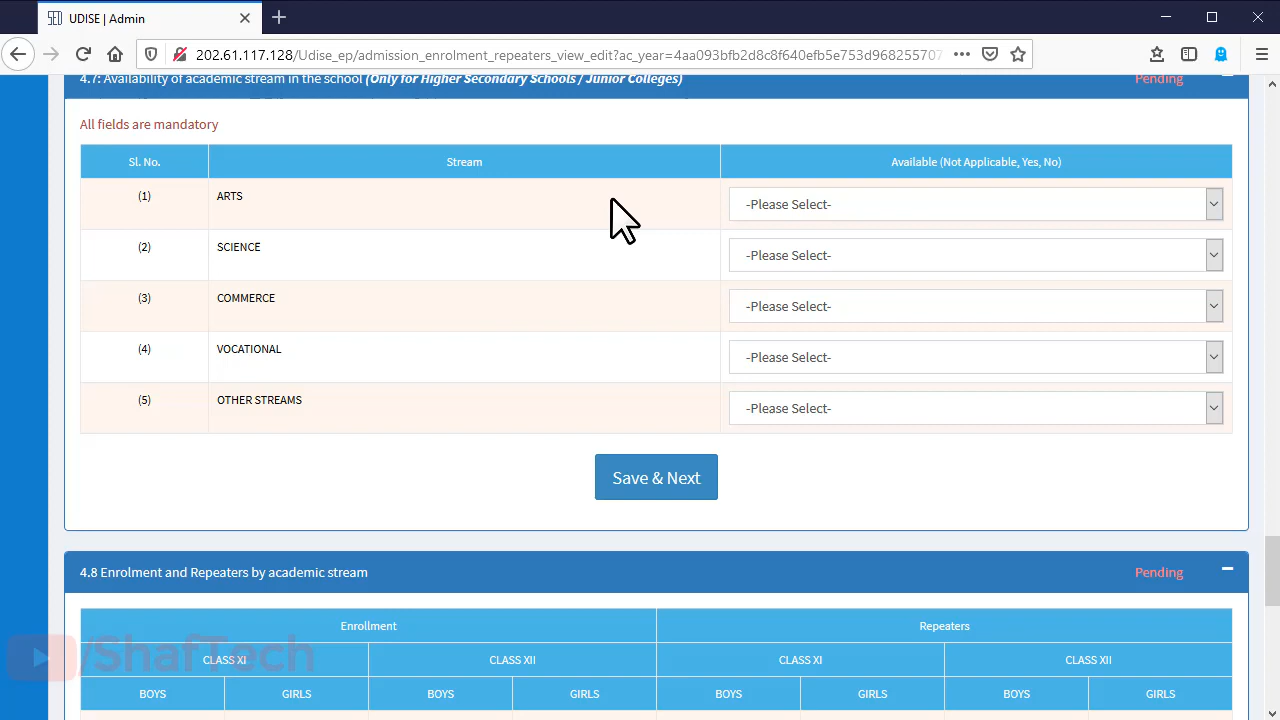 UDISE | Admin
202.61.117.128/Udise_ep/admission_enrolment_repeaters_view_edit?ac_year=4aa093bfb2d8c8f640efb5e753d968255707
4.7: Availability of academic stream in the school (Only for Higher Secondary Schools / Junior Colleges) Pending
All fields are mandatory
Sl. No. Stream Available (Not Applicable, Yes, No)
(1) ARTS -Please Select-
(2) SCIENCE -Please Select-
(3) COMMERCE -Please Select-
(4) VOCATIONAL -Please Select-
(5) OTHER STREAMS -Please Select-
Save & Next
4.8 Enrolment and Repeaters by academic stream Pending
Enrollment Repeaters
/ShafTech
CLASS XI CLASS XII CLASS XI CLASS XII
BOYS GIRLS BOYS GIRLS BOYS GIRLS BOYS GIRLS